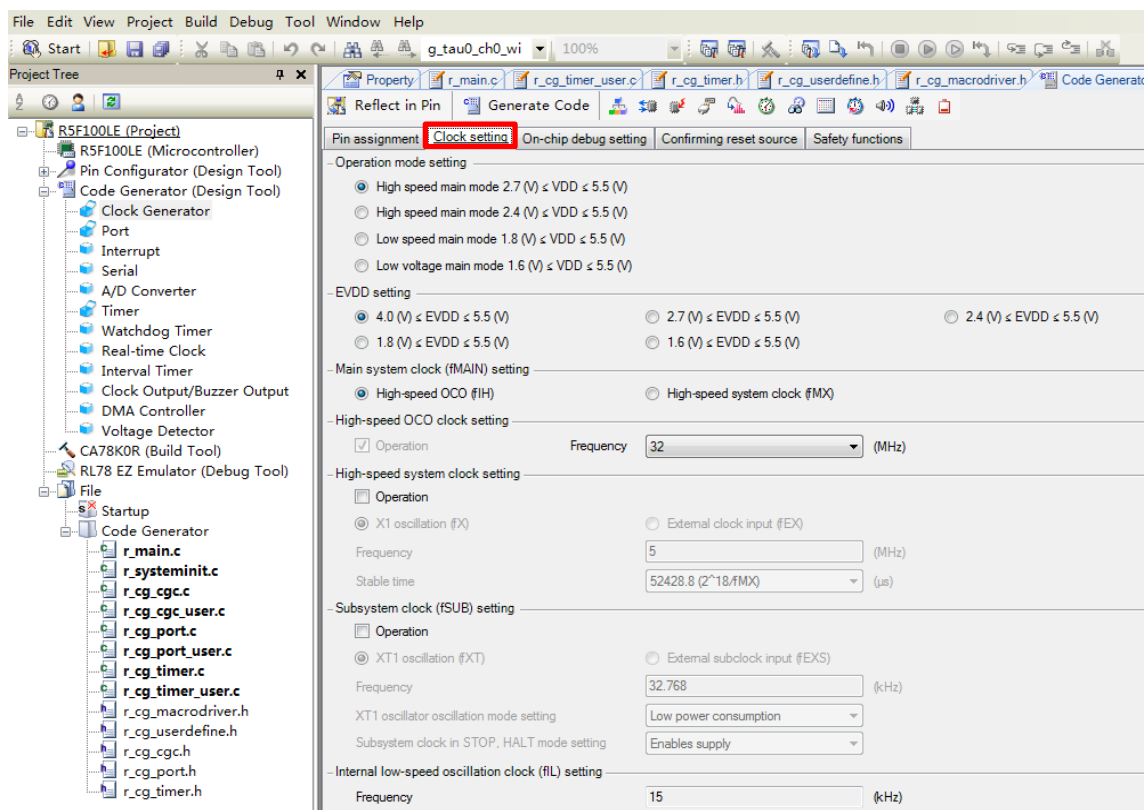 File Edit View Project Build Debug Tool Window Help
Start g_tau0_ch0_wi 100%
Project Tree
Property r_main.c r_cg_timer_user.c r_cg_timer.h r_cg_userdefine.h r_cg_macrodriver.h Code Generato
Reflect in Pin Generate Code
Pin assignment Clock setting On-chip debug setting Confirming reset source Safety functions
R5F100LE (Project)
R5F100LE (Microcontroller)
Pin Configurator (Design Tool)
Code Generator (Design Tool)
Clock Generator
Port
Interrupt
Serial
A/D Converter
Timer
Watchdog Timer
Real-time Clock
Interval Timer
Clock Output/Buzzer Output
DMA Controller
Voltage Detector
CA78K0R (Build Tool)
RL78 EZ Emulator (Debug Tool)
File
Startup
Code Generator
r_main.c
r_systeminit.c
r_cg_cgc.c
r_cg_cgc_user.c
r_cg_port.c
r_cg_port_user.c
r_cg_timer.c
r_cg_timer_user.c
r_cg_macrodriver.h
r_cg_userdefine.h
r_cg_cgc.h
r_cg_port.h
r_cg_timer.h
Operation mode setting
High speed main mode 2.7 (V) ≤ VDD ≤ 5.5 (V)
High speed main mode 2.4 (V) ≤ VDD ≤ 5.5 (V)
Low speed main mode 1.8 (V) ≤ VDD ≤ 5.5 (V)
Low voltage main mode 1.6 (V) ≤ VDD ≤ 5.5 (V)
EVDD setting
4.0 (V) ≤ EVDD ≤ 5.5 (V) 2.7 (V) ≤ EVDD ≤ 5.5 (V) 2.4 (V) ≤ EVDD ≤ 5.5 (V)
1.8 (V) ≤ EVDD ≤ 5.5 (V) 1.6 (V) ≤ EVDD ≤ 5.5 (V)
Main system clock (fMAIN) setting
High-speed OCO (fIH) High-speed system clock (fMX)
High-speed OCO clock setting
Operation Frequency 32 (MHz)
High-speed system clock setting
Operation
X1 oscillation (fX) External clock input (fEX)
Frequency 5 (MHz)
Stable time 52428.8 (2^18/fMX) (μs)
Subsystem clock (fSUB) setting
Operation
XT1 oscillation (fXT) External subclock input (fEXS)
Frequency 32.768 (kHz)
XT1 oscillator oscillation mode setting Low power consumption
Subsystem clock in STOP, HALT mode setting Enables supply
Internal low-speed oscillation clock (fIL) setting
Frequency 15 (kHz)